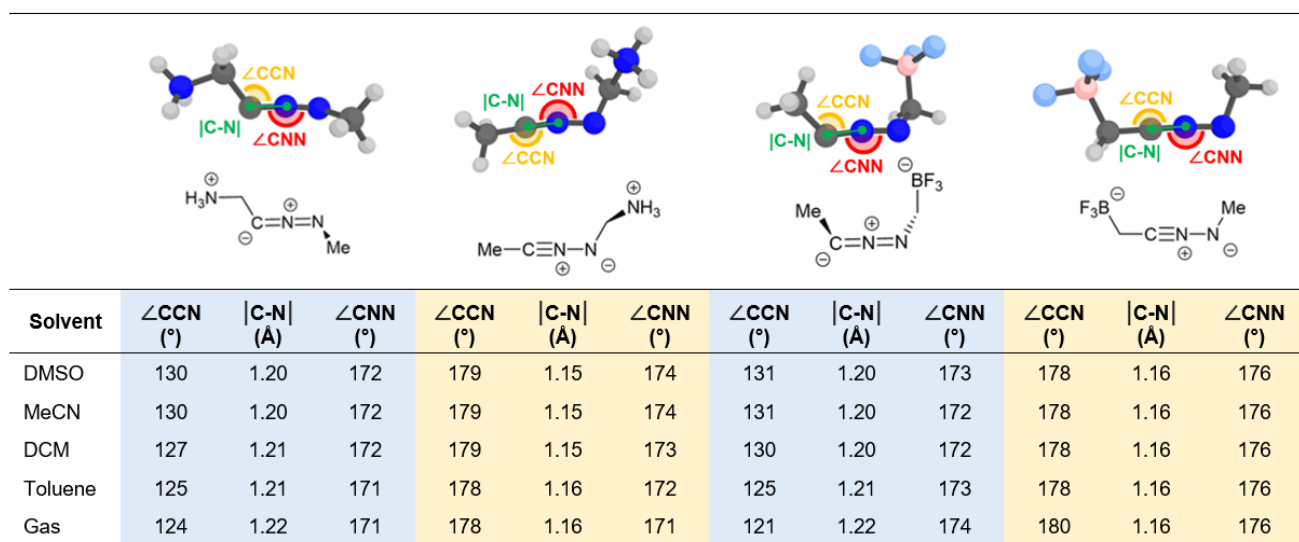 ∠CCN
|C-N|
∠CNN
|C-N|
∠CNN
∠CCN
∠CCN
|C-N|
∠CNN
∠CCN
|C-N|
∠CNN
⊕
H₃N
⊕
C=N=N
⊖
Me
⊕
NH₃
Me—C≡N—N
⊕ ⊖
⊖
BF₃
Me
⊕
C=N=N
⊖
⊖
F₃B
Me
C≡N—N
⊕ ⊖
Solvent ∠CCN (°) |C-N| (Å) ∠CNN (°) ∠CCN (°) |C-N| (Å) ∠CNN (°) ∠CCN (°) |C-N| (Å) ∠CNN (°) ∠CCN (°) |C-N| (Å) ∠CNN (°)
DMSO 130 1.20 172 179 1.15 174 131 1.20 173 178 1.16 176
MeCN 130 1.20 172 179 1.15 174 131 1.20 172 178 1.16 176
DCM 127 1.21 172 179 1.15 173 130 1.20 172 178 1.16 176
Toluene 125 1.21 171 178 1.16 172 125 1.21 173 178 1.16 176
Gas 124 1.22 171 178 1.16 171 121 1.22 174 180 1.16 176